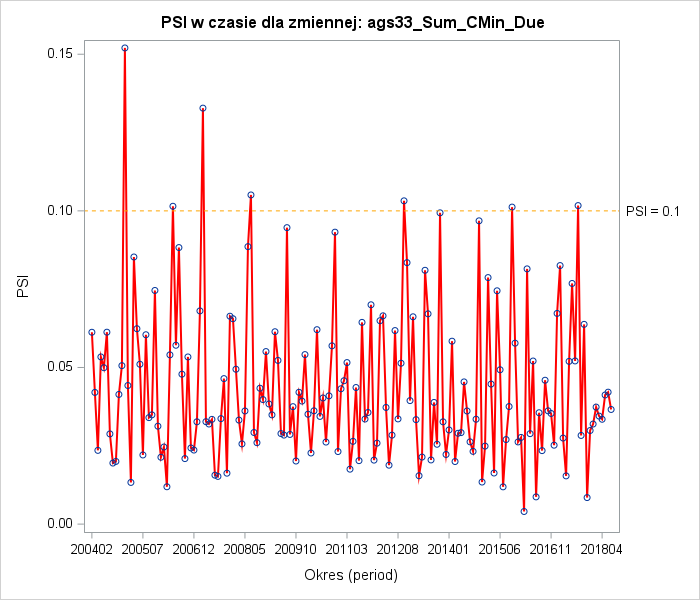 PSI w czasie dla zmiennej: ags33_Sum_CMin_Due
0.15
0.10
PSI = 0.1
PSI
0.05
0.00
200402 200507 200612 200805 200910 201103 201208 201401 201506 201611 201804
Okres (period)